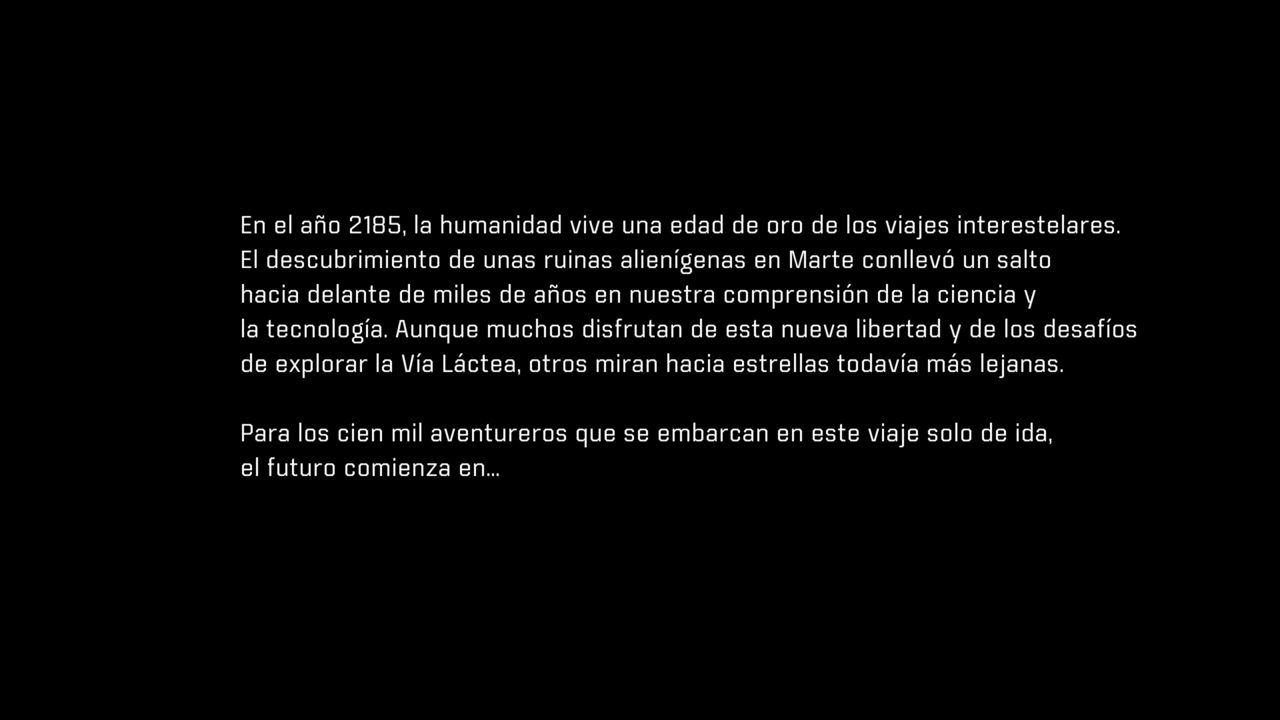 En el año 2185, la humanidad vive una edad de oro de los viajes interestelares.
El descubrimiento de unas ruinas alienígenas en Marte conllevó un salto
hacia delante de miles de años en nuestra comprensión de la ciencia y
la tecnología. Aunque muchos disfrutan de esta nueva libertad y de los desafíos
de explorar la Vía Láctea, otros miran hacia estrellas todavía más lejanas.
Para los cien mil aventureros que se embarcan en este viaje solo de ida,
el futuro comienza en...